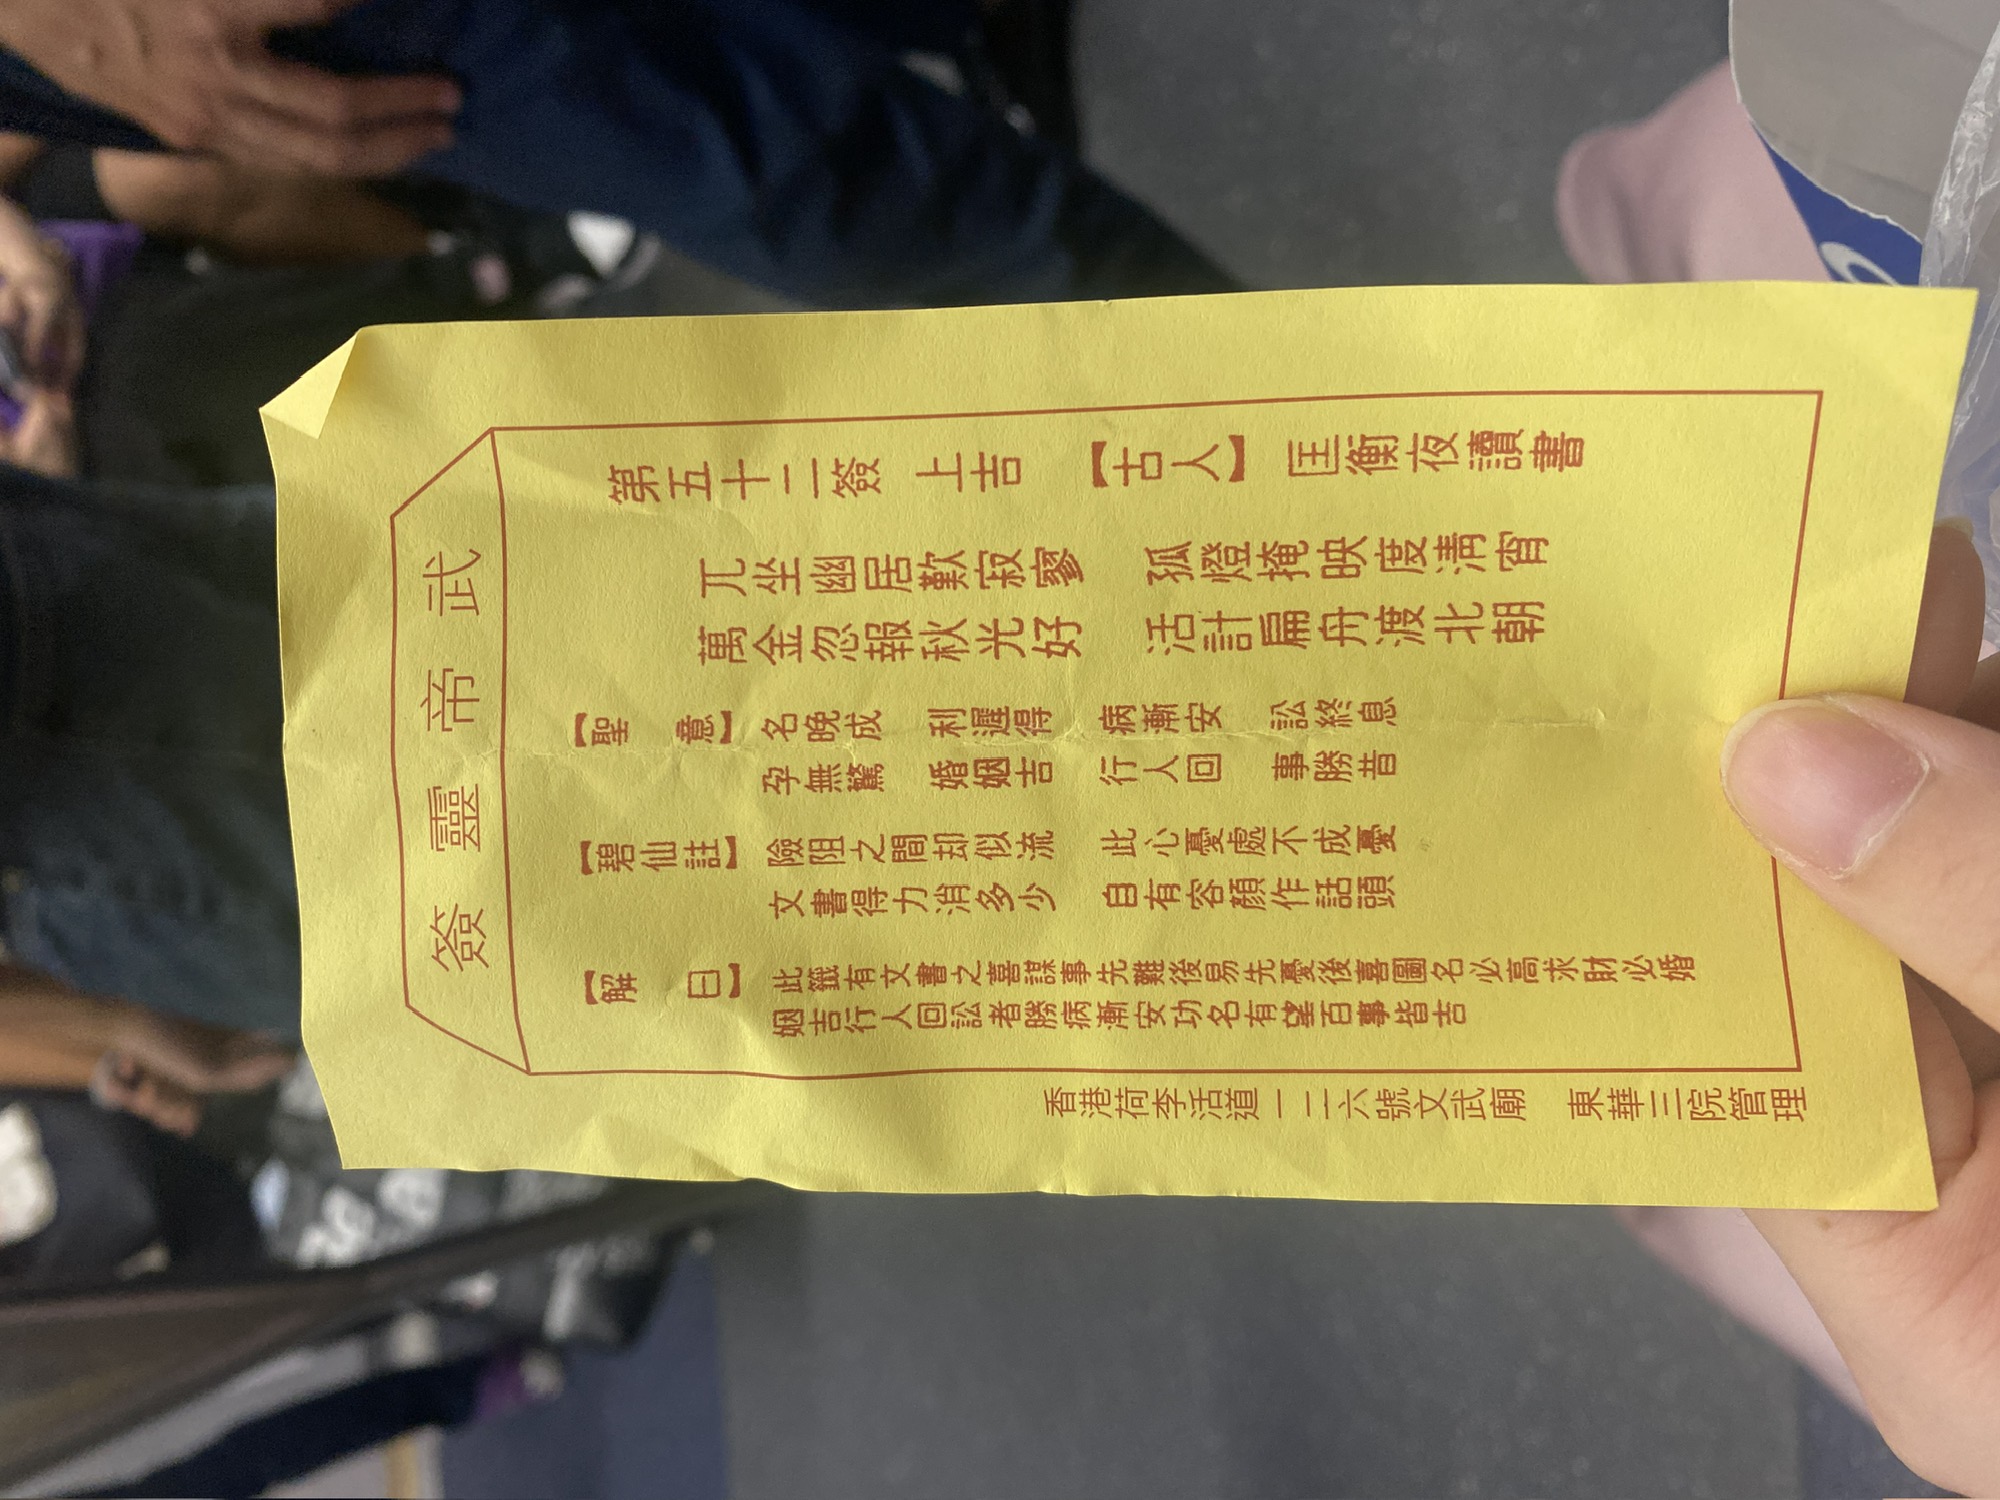 武帝靈簽
第五十二簽 上吉 【古人】 匡衡夜讀書
兀坐幽居歎寂寥 孤燈掩映度清宵
萬金忽報秋光好 活計扁舟渡北朝
【聖意】 名晚成 利遲得 病漸安 訟終息
孕無驚 婚姻吉 行人回 事勝昔
【碧仙註】 險阻之間却似流 此心憂處不成憂
文書得力消多少 自有容顏作話頭
【解曰】 此籤有文書之喜謀事先難後易先憂後喜圖名必高求財必婚
姻吉行人回訟者勝病漸安功名有望百事皆吉
香港荷李活道一二六號文武廟 東華三院管理